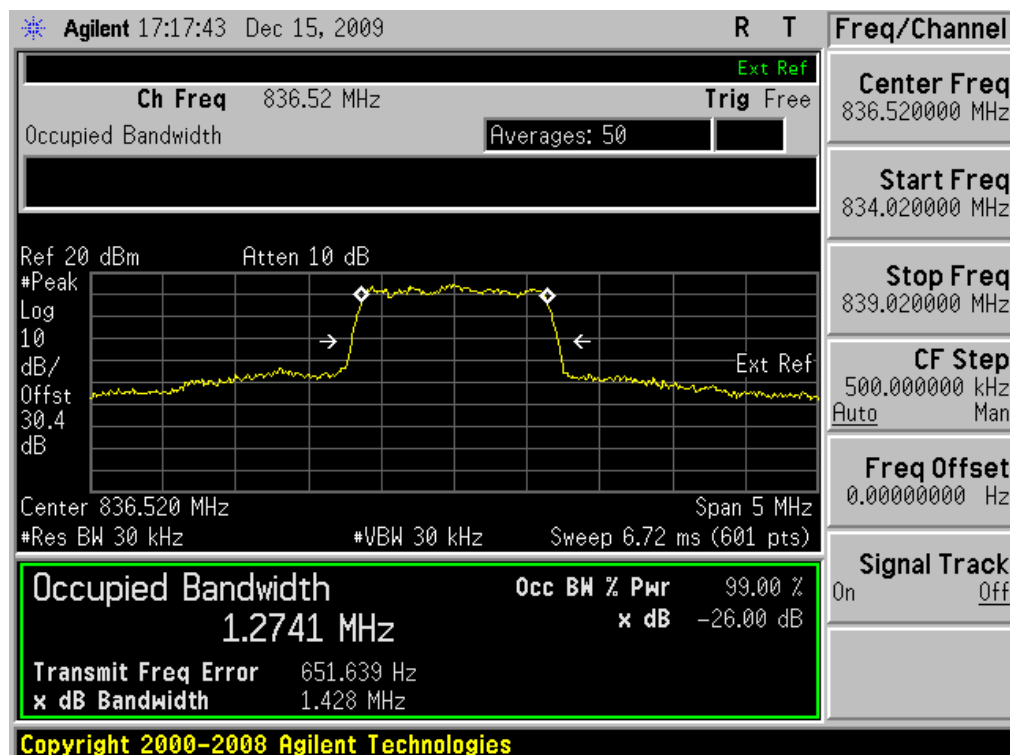 Agilent 17:17:43 Dec 15, 2009 R T
Ext Ref
Ch Freq 836.52 MHz Trig Free
Occupied Bandwidth Averages: 50
Ref 20 dBm Atten 10 dB
#Peak
Log
10
dB/
Offst
30.4
dB
Ext Ref
Center 836.520 MHz Span 5 MHz
#Res BW 30 kHz #VBW 30 kHz Sweep 6.72 ms (601 pts)
Occupied Bandwidth Occ BW % Pwr 99.00 %
1.2741 MHz x dB -26.00 dB
Transmit Freq Error 651.639 Hz
x dB Bandwidth 1.428 MHz
Copyright 2000-2008 Agilent Technologies
Freq/Channel
Center Freq
836.520000 MHz
Start Freq
834.020000 MHz
Stop Freq
839.020000 MHz
CF Step
500.000000 kHz
Auto Man
Freq Offset
0.00000000 Hz
Signal Track
On Off